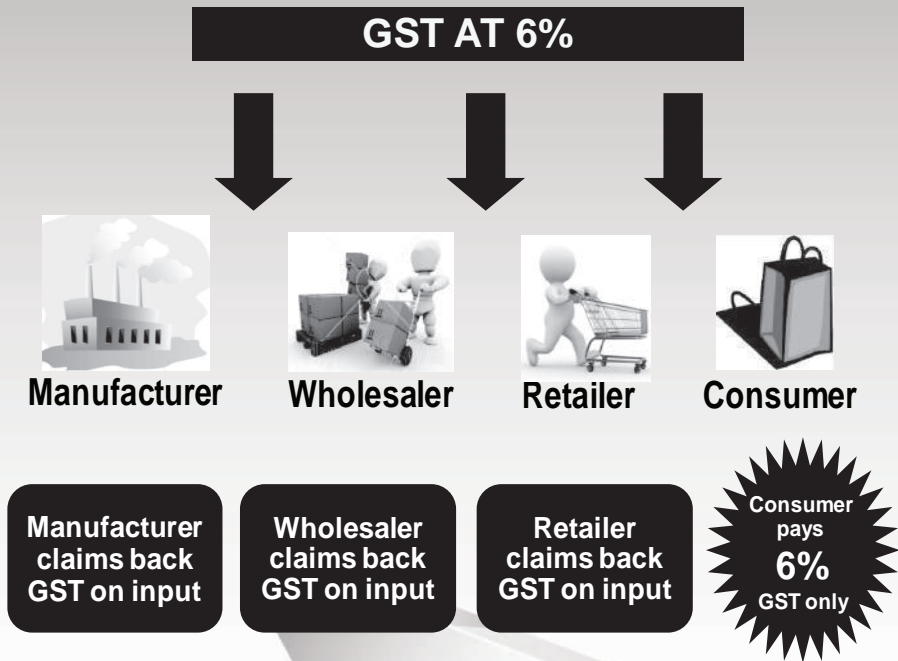 GST AT 6%
Manufacturer
Wholesaler
Retailer
Consumer
Manufacturer
claims back
GST on input
Wholesaler
claims back
GST on input
Retailer
claims back
GST on input
Consumer
pays
6%
GST only